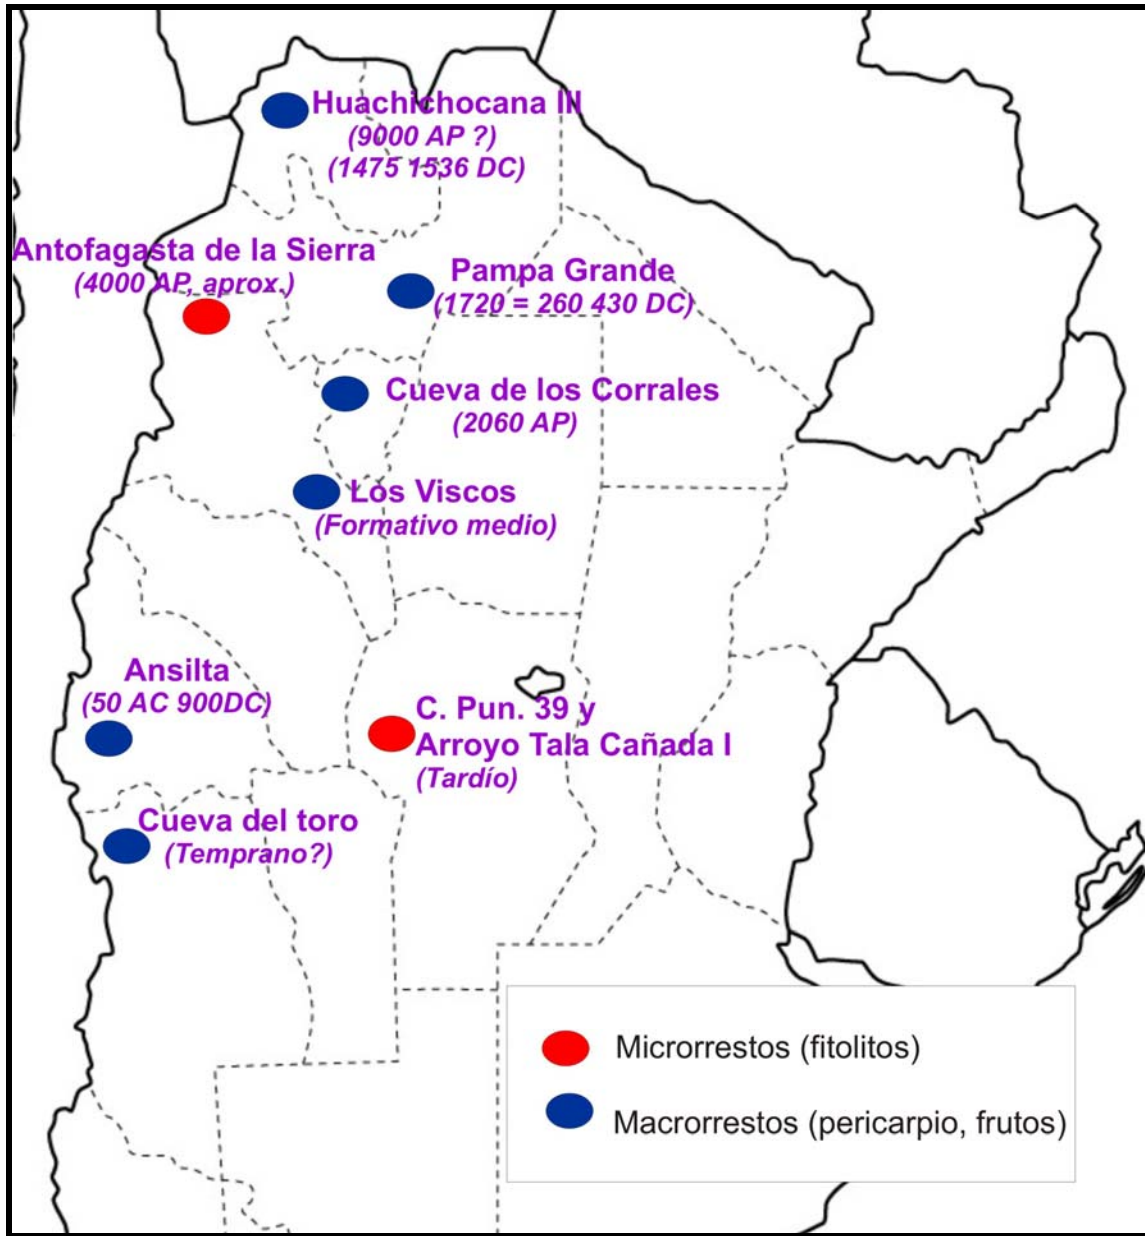 Huachichocana III
(9000 AP ?)
(1475 1536 DC)
Antofagasta de la Sierra
(4000 AP, aprox.)
Pampa Grande
(1720 = 260 430 DC)
Cueva de los Corrales
(2060 AP)
Los Viscos
(Formativo medio)
Ansilta
(50 AC 900DC)
C. Pun. 39 y
Arroyo Tala Cañada I
(Tardío)
Cueva del toro
(Temprano?)
Microrrestos (fitolitos)
Macrorrestos (pericarpio, frutos)